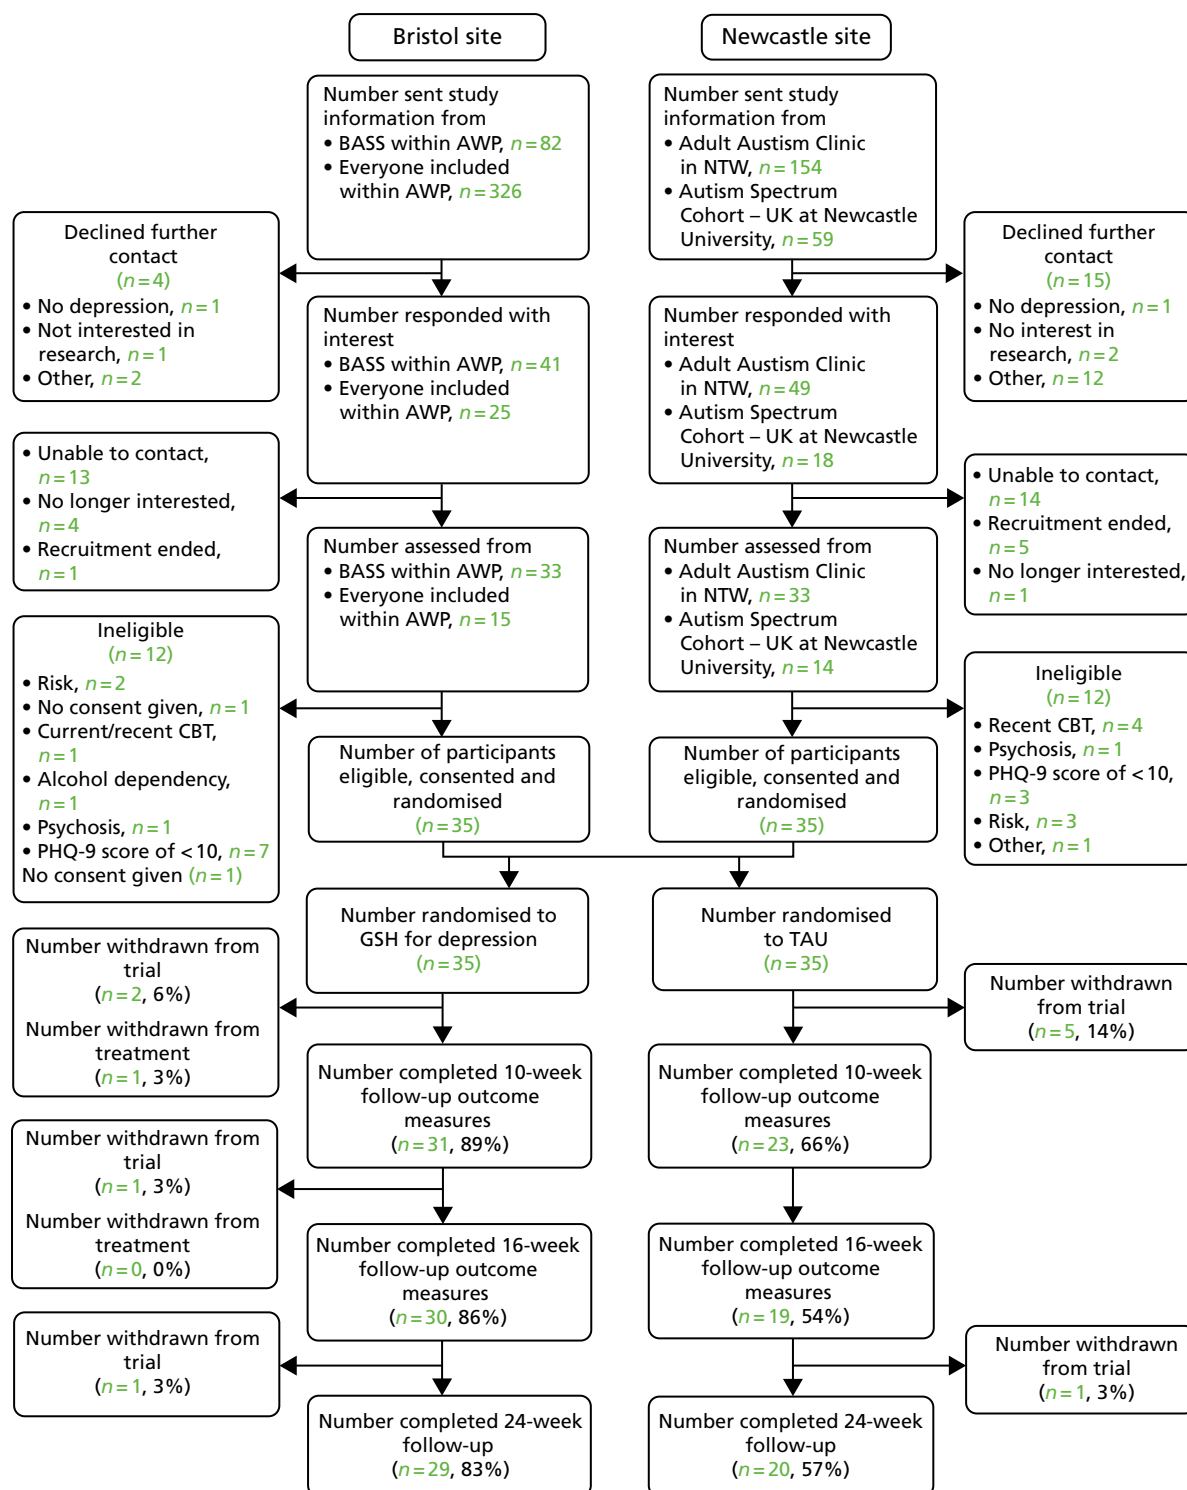 Bristol site
Newcastle site
Number sent study
information from
• BASS within AWP, n=82
• Everyone included
within AWP, n=326
Number sent study
information from
• Adult Austism Clinic
in NTW, n=154
• Autism Spectrum
Cohort – UK at Newcastle
University, n=59
Declined further
contact
(n=4)
• No depression, n=1
• Not interested in
research, n=1
• Other, n=2
Declined further
contact
(n=15)
• No depression, n=1
• No interest in
research, n=2
• Other, n=12
Number responded with
interest
• BASS within AWP, n=41
• Everyone included
within AWP, n=25
Number responded with
interest
• Adult Austism Clinic
in NTW, n=49
• Autism Spectrum
Cohort – UK at Newcastle
University, n=18
• Unable to contact,
n=13
• No longer interested,
n=4
• Recruitment ended,
n=1
• Unable to contact,
n=14
• Recruitment ended,
n=5
• No longer interested,
n=1
Number assessed from
• BASS within AWP, n=33
• Everyone included
within AWP, n=15
Number assessed from
• Adult Austism Clinic
in NTW, n=33
• Autism Spectrum
Cohort – UK at Newcastle
University, n=14
Ineligible
(n=12)
• Risk, n=2
• No consent given, n=1
• Current/recent CBT,
n=1
• Alcohol dependency,
n=1
• Psychosis, n=1
• PHQ-9 score of <10, n=7
No consent given (n=1)
Ineligible
(n=12)
• Recent CBT, n=4
• Psychosis, n=1
• PHQ-9 score of <10,
n=3
• Risk, n=3
• Other, n=1
Number of participants
eligible, consented and
randomised
(n=35)
Number of participants
eligible, consented and
randomised
(n=35)
Number randomised to
GSH for depression
(n=35)
Number randomised
to TAU
(n=35)
Number withdrawn from
trial
(n=2, 6%)
Number withdrawn from
treatment
(n=1, 3%)
Number withdrawn
from trial
(n=5, 14%)
Number completed 10-week
follow-up outcome
measures
(n=31, 89%)
Number completed 10-week
follow-up outcome
measures
(n=23, 66%)
Number withdrawn from
trial
(n=1, 3%)
Number withdrawn from
treatment
(n=0, 0%)
Number completed 16-week
follow-up outcome
measures
(n=30, 86%)
Number completed 16-week
follow-up outcome
measures
(n=19, 54%)
Number withdrawn from
trial
(n=1, 3%)
Number withdrawn
from trial
(n=1, 3%)
Number completed 24-week
follow-up
(n=29, 83%)
Number completed 24-week
follow-up
(n=20, 57%)